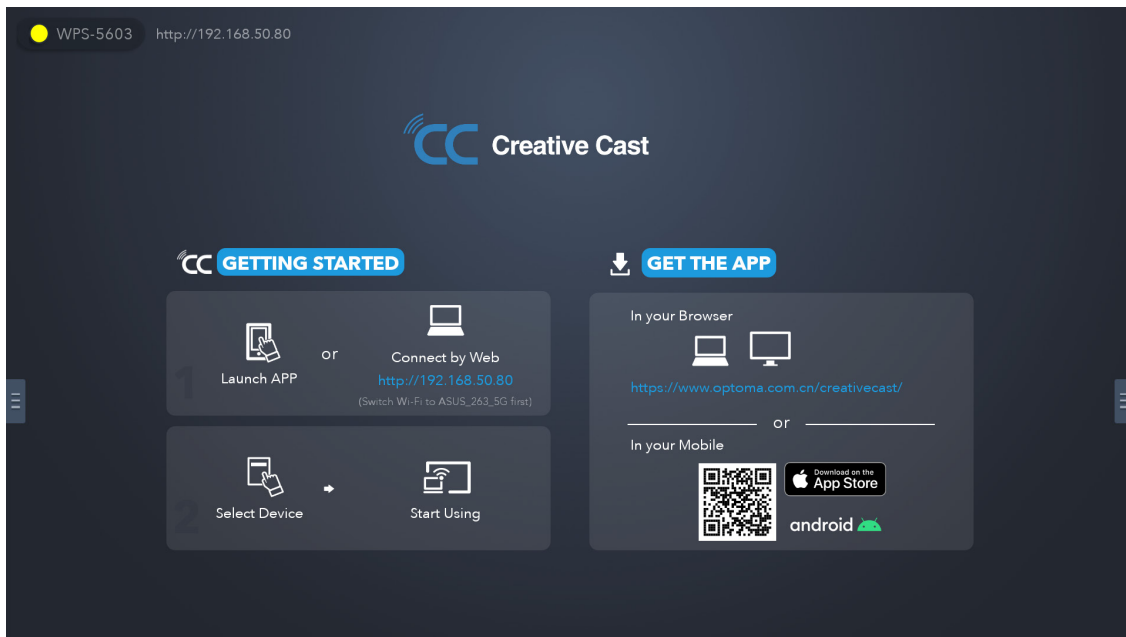 WPS-5603 http://192.168.50.80
CC Creative Cast
CC GETTING STARTED
1
Launch APP
or
Connect by Web
http://192.168.50.80
(Switch Wi-Fi to ASUS_263_5G first)
2
Select Device
Start Using
GET THE APP
In your Browser
https://www.optoma.com.cn/creativecast/
or
In your Mobile
Download on the
App Store
android